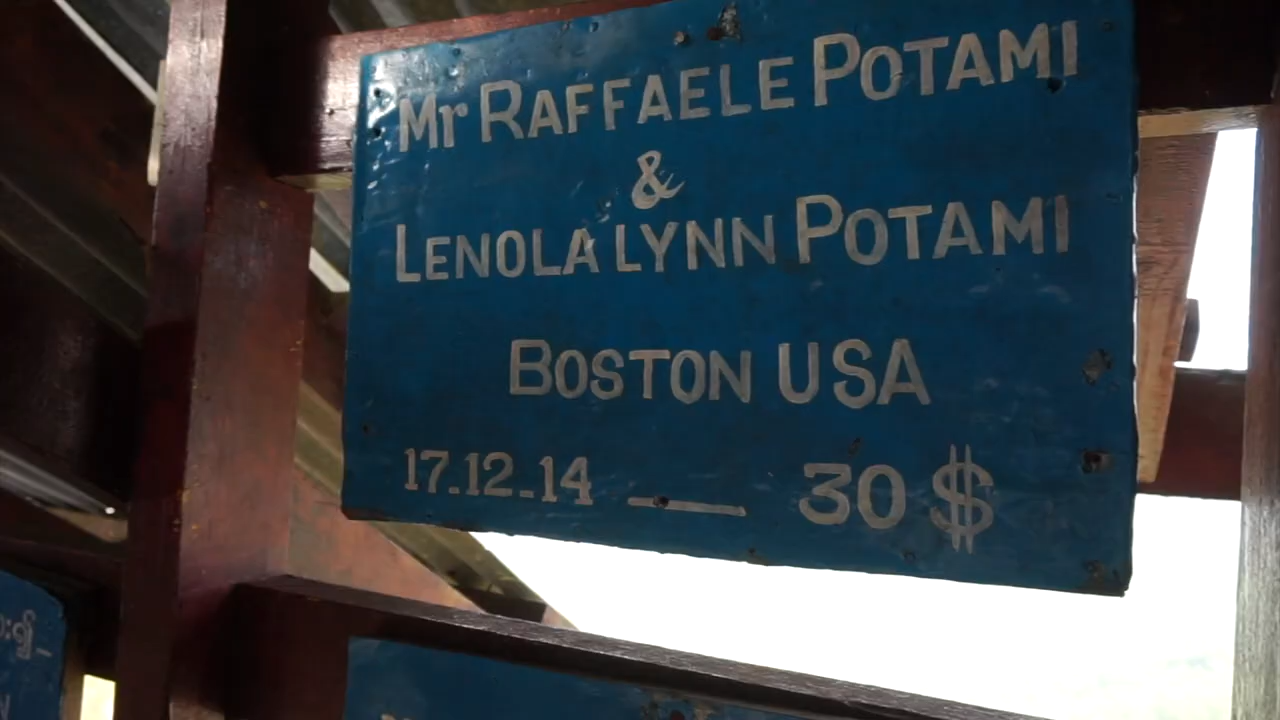 Mr RAFFAELE POTAMI
&
LENOLA LYNN POTAMI
BOSTON USA
17.12.14 — 30 $